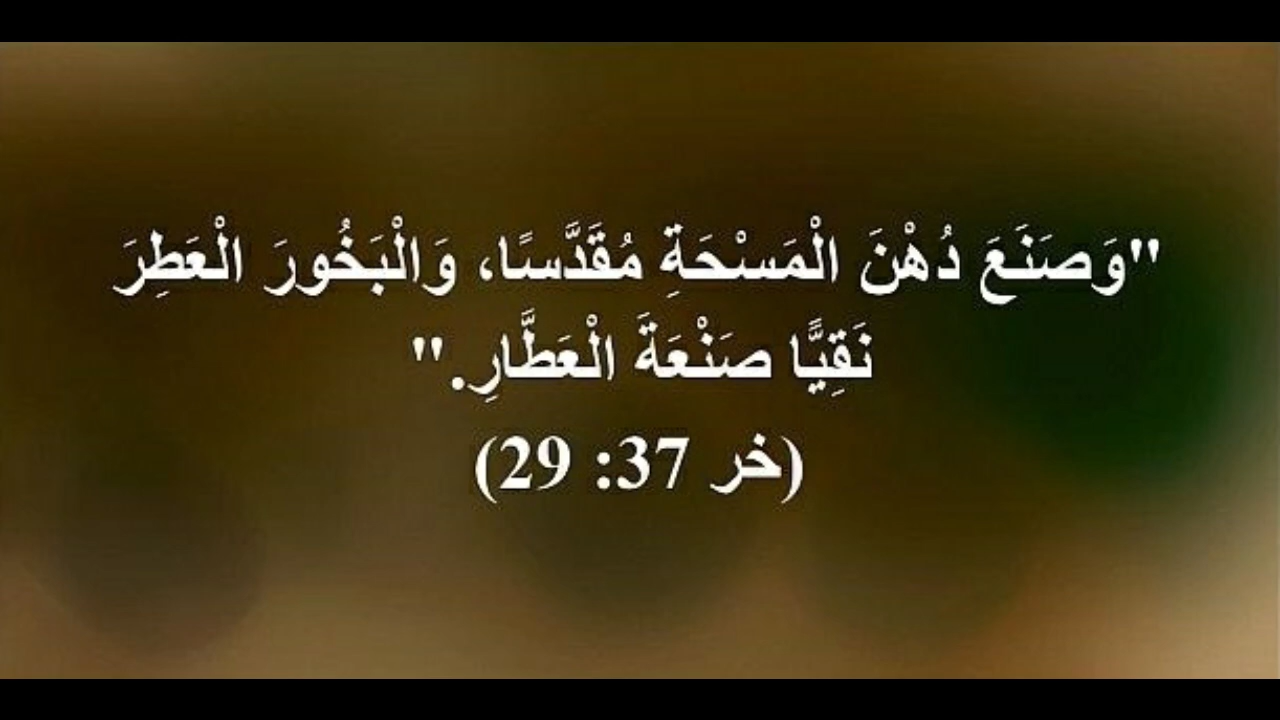 "وَصَنَعَ دُهْنَ الْمَسْحَةِ مُقَدَّسًا، وَالْبَخُورَ الْعَطِرَ
نَقِيًّا صَنْعَةَ الْعَطَّارِ."
(خر 37: 29)